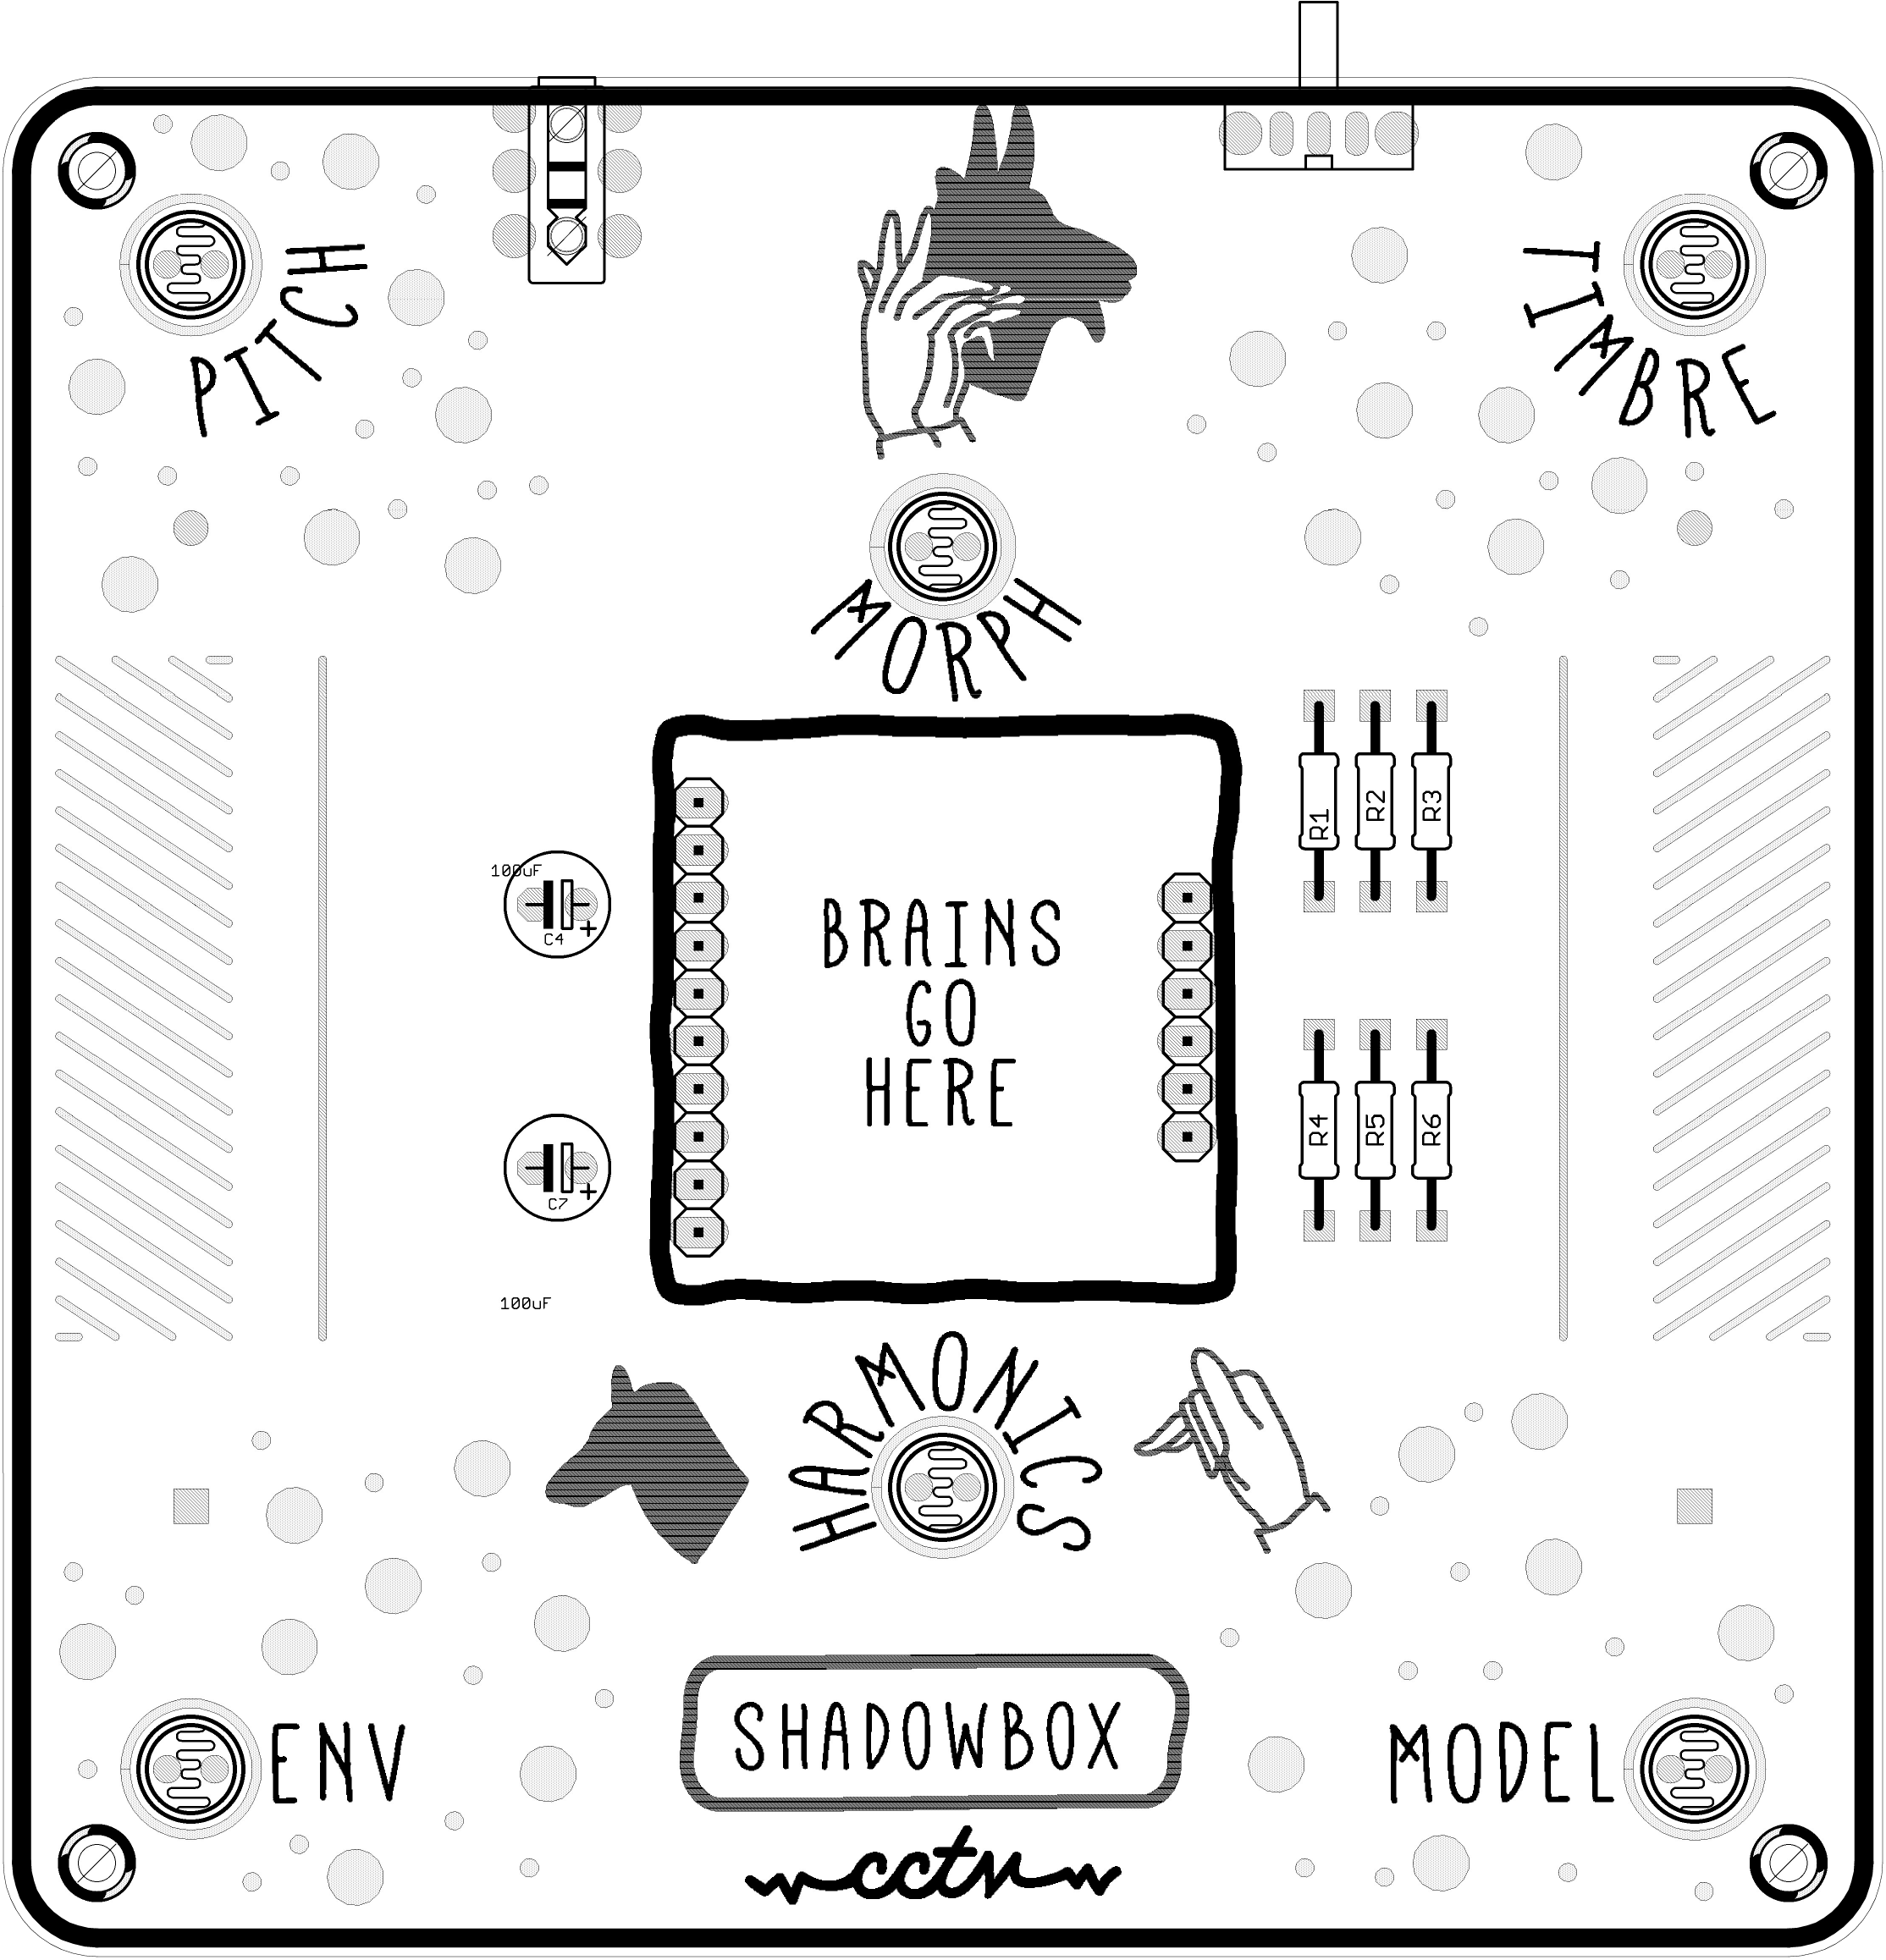 PITCH
TIMBRE
MORPH
R1
R2
R3
100uF
C4
BRAINS
GO
HERE
R4
R5
R6
C7
100uF
HARMONICS
SHADOWBOX
ENV
MODEL
cctv